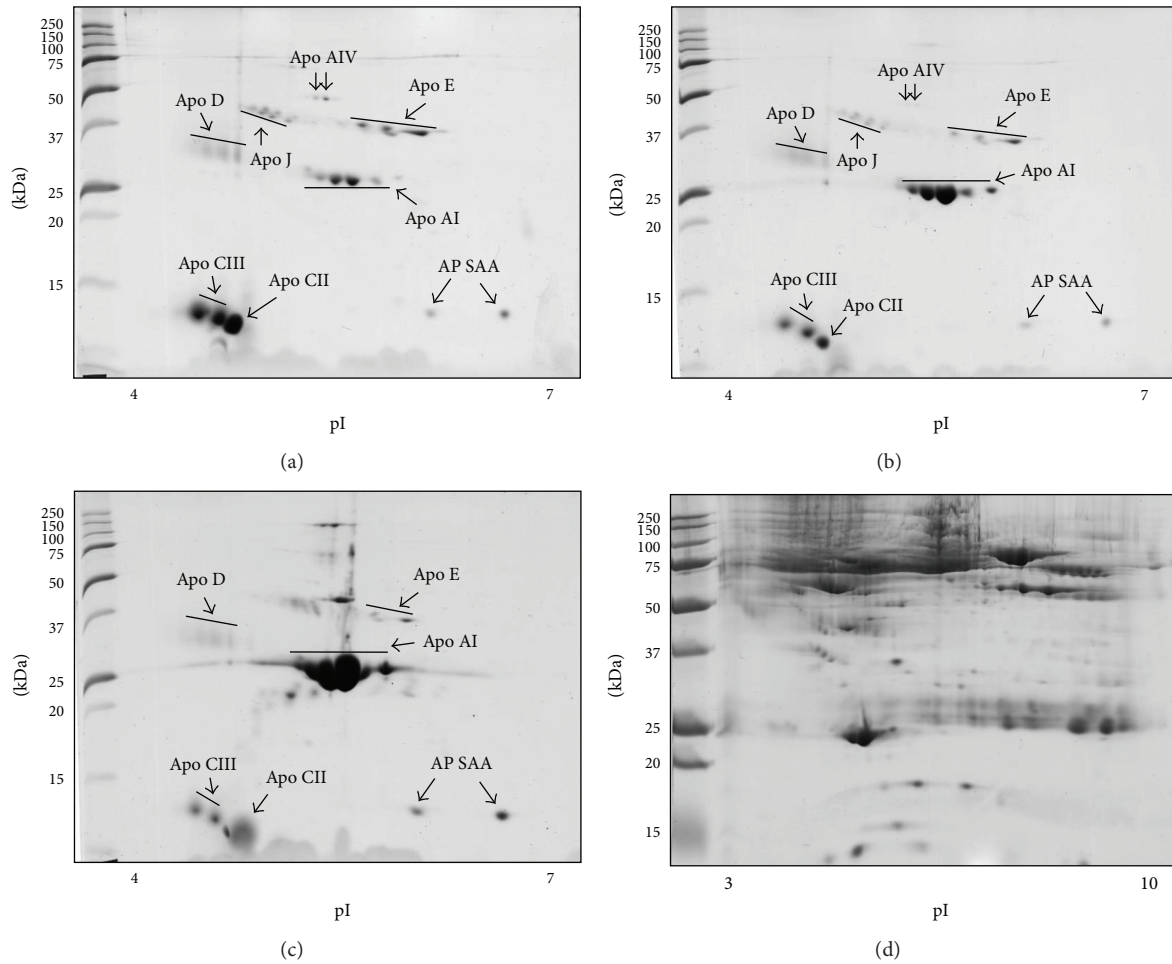 250
150
100
75
50
37
25
20
15
(kDa)
Apo AIV
Apo E
Apo D
Apo J
Apo AI
Apo CIII
Apo CII
AP SAA
4
7
pI
(a)
250
150
100
75
50
37
25
20
15
(kDa)
Apo AIV
Apo E
Apo D
Apo J
Apo AI
Apo CIII
Apo CII
AP SAA
4
7
pI
(b)
250
150
100
75
50
37
25
20
15
(kDa)
Apo D
Apo E
Apo AI
Apo CIII
Apo CII
AP SAA
4
7
pI
(c)
250
150
100
75
50
37
25
20
15
(kDa)
3
10
pI
(d)